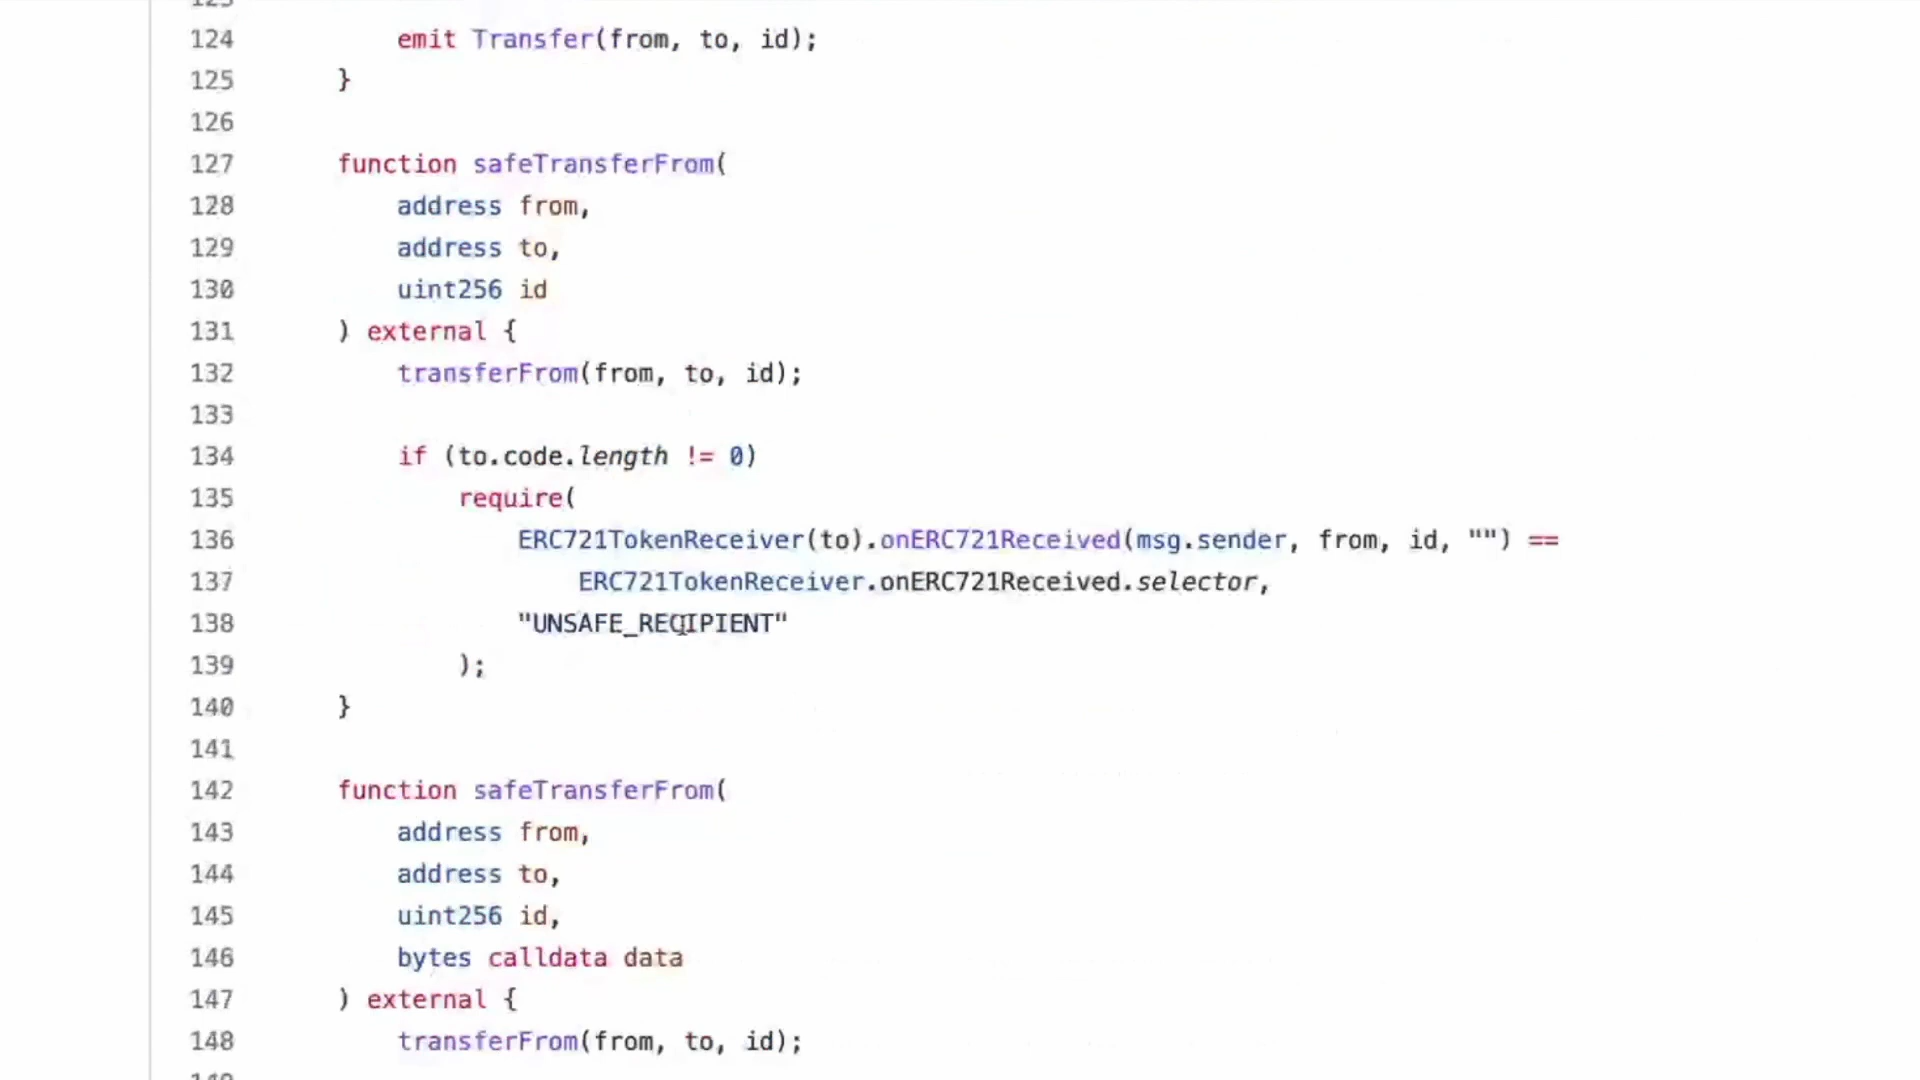 124 emit Transfer(from, to, id);
125 }
126
127 function safeTransferFrom(
128 address from,
129 address to,
130 uint256 id
131 ) external {
132 transferFrom(from, to, id);
133
134 if (to.code.length != 0)
135 require(
136 ERC721TokenReceiver(to).onERC721Received(msg.sender, from, id, "") ==
137 ERC721TokenReceiver.onERC721Received.selector,
138 "UNSAFE_RECIPIENT"
139 );
140 }
141
142 function safeTransferFrom(
143 address from,
144 address to,
145 uint256 id,
146 bytes calldata data
147 ) external {
148 transferFrom(from, to, id);